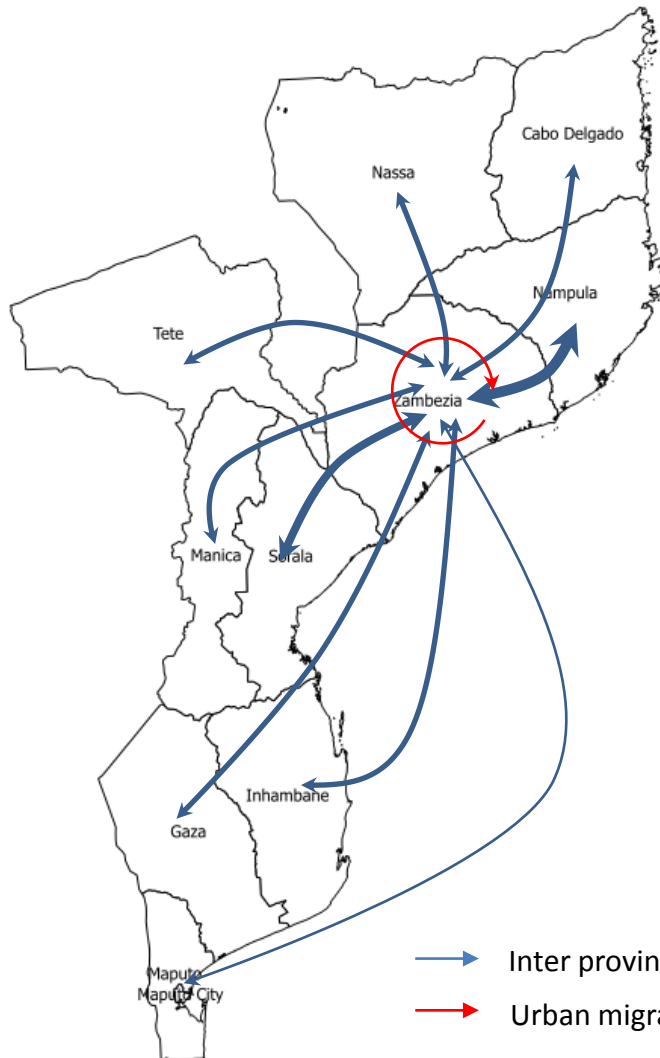 Cabo Delgado
Nassa
Nampula
Tete
Zambezia
Manica
Sofala
Inhambane
Gaza
Maputo
Maputo City
Inter provin
Urban migra